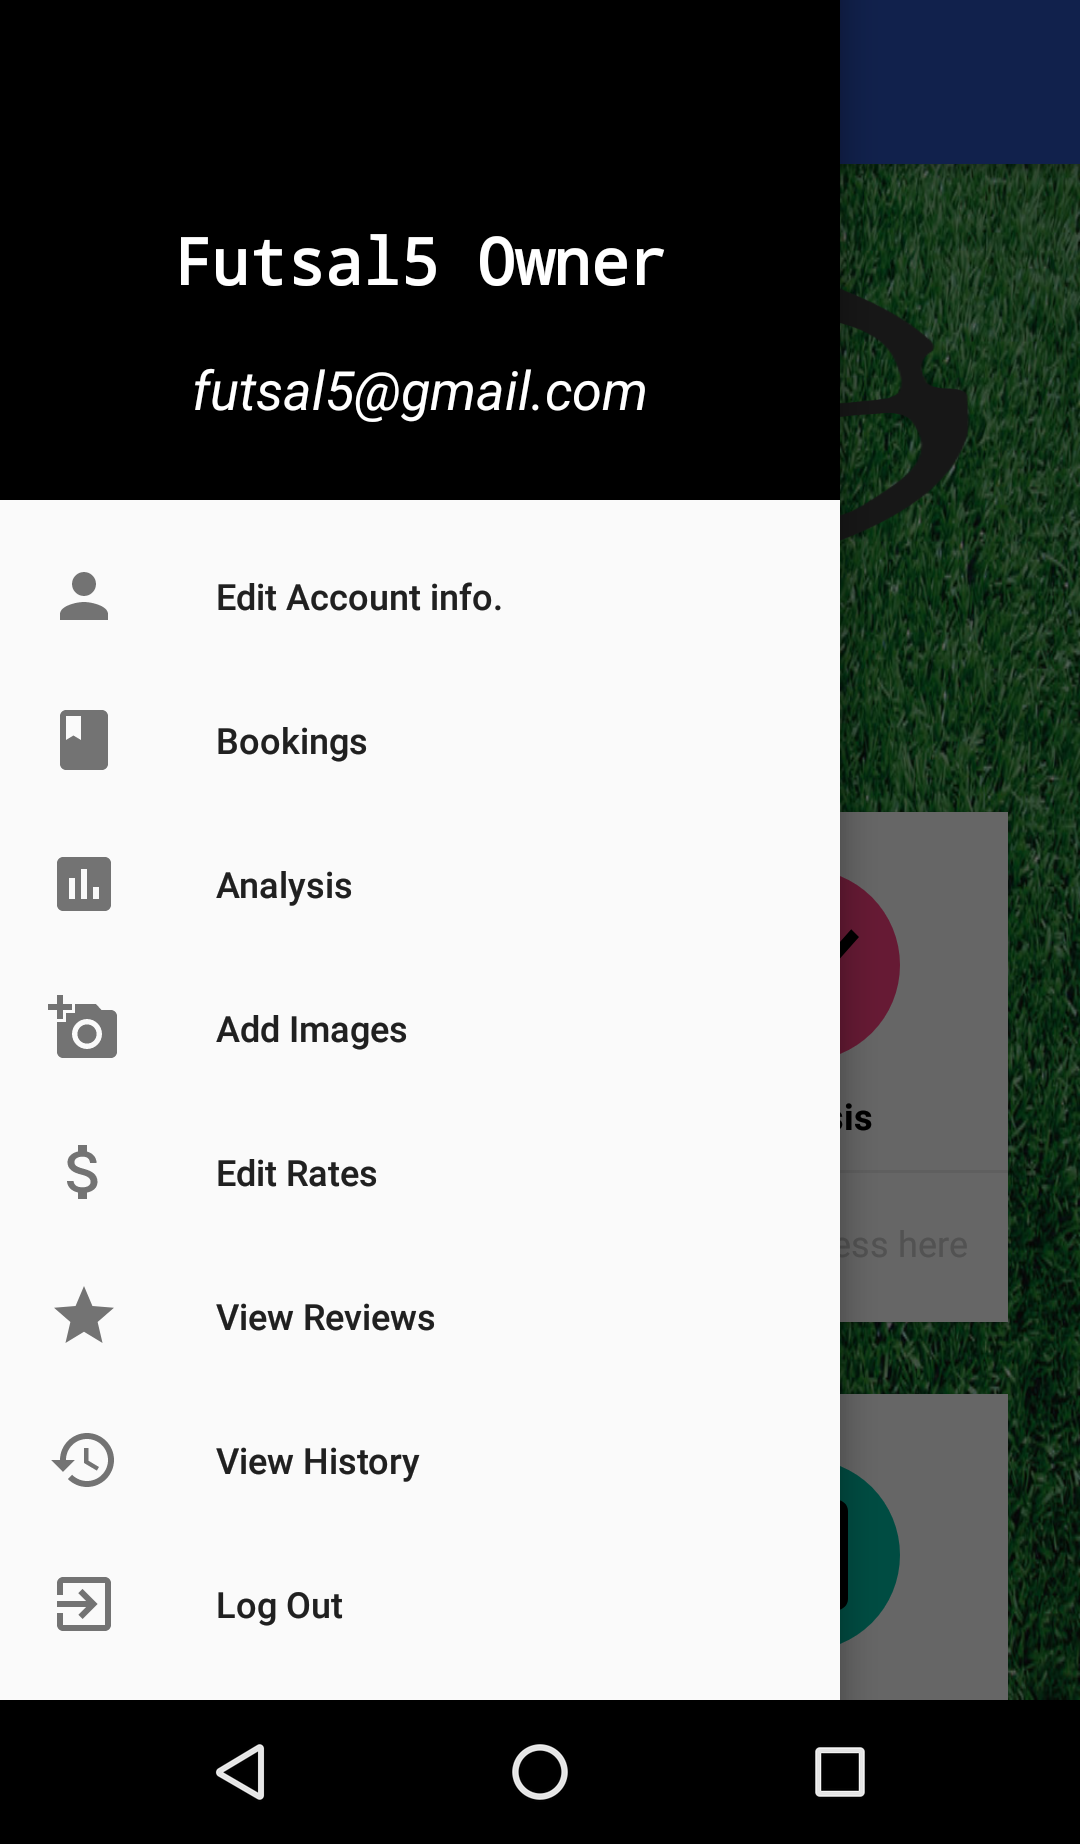 Futsal5 Owner
futsal5@gmail.com
Edit Account info.
Bookings
Analysis
Add Images
sis
Edit Rates
ess here
View Reviews
View History
Log Out